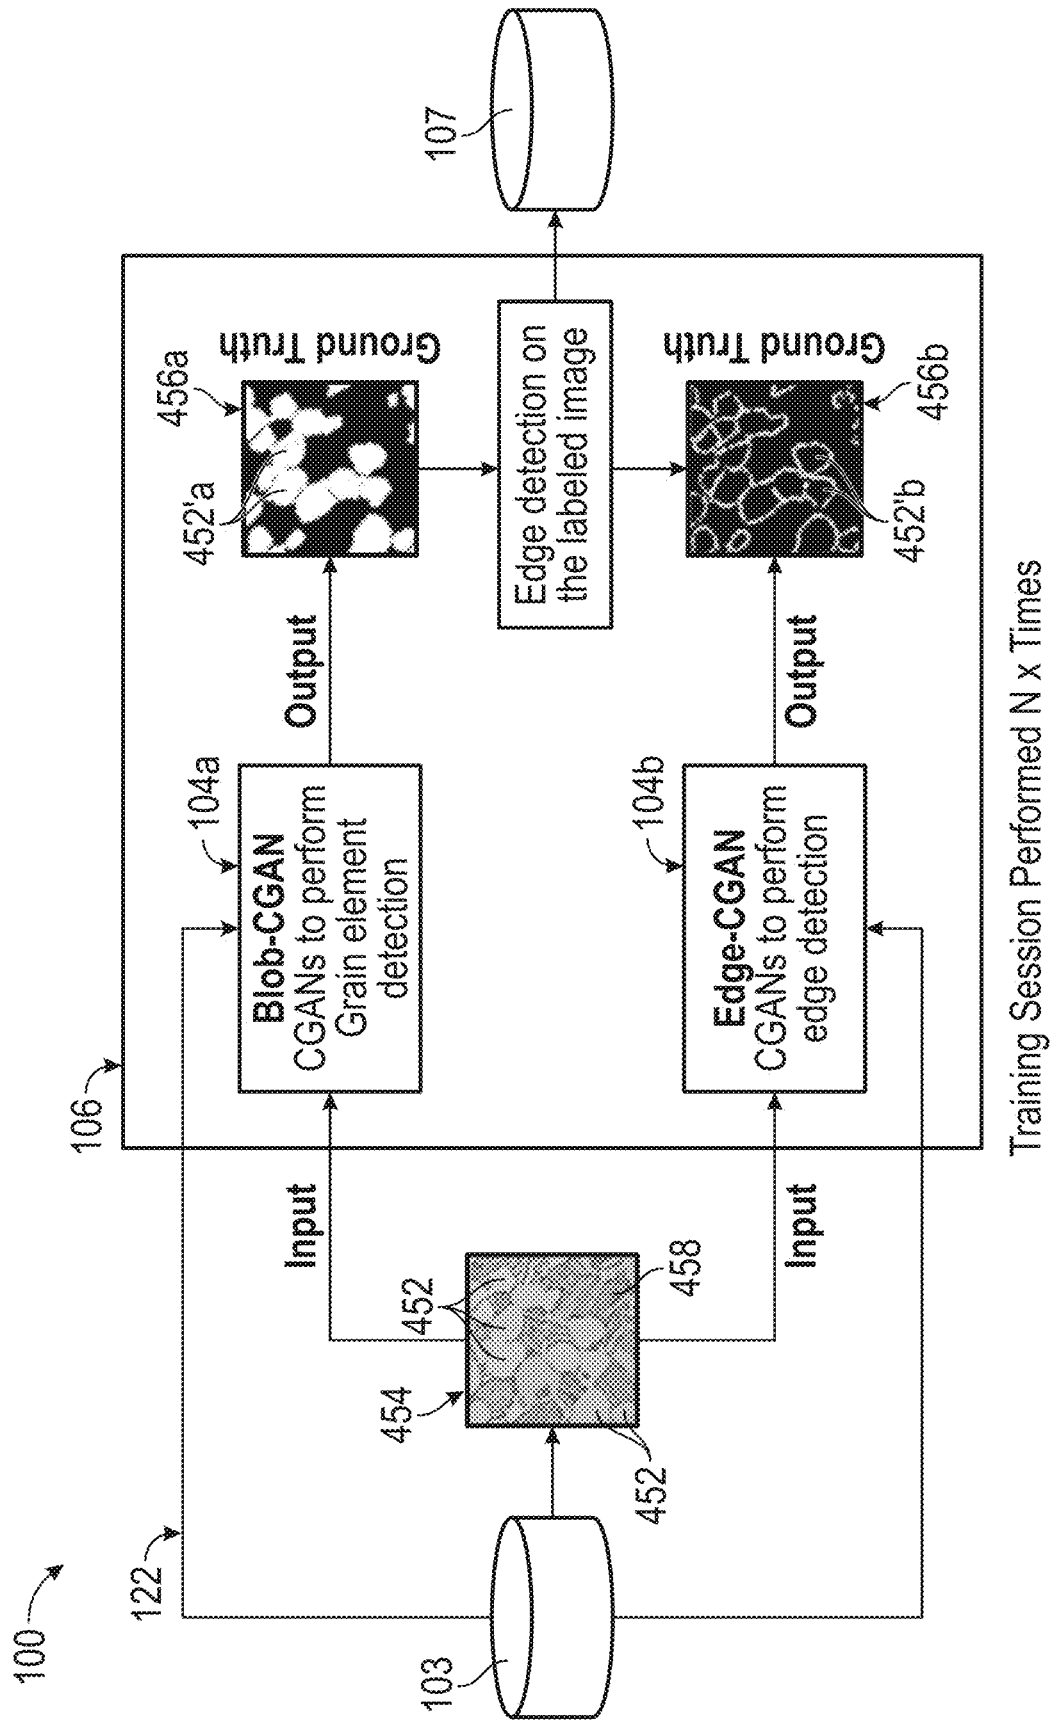 100
122
103
454
452
452
458
Input
Input
106
104a
Blob-CGAN
CGANs to perform
Grain element
detection
104b
Edge-CGAN
CGANs to perform
edge detection
Output
Output
456a
452'a
Ground Truth
Edge detection on
the labeled image
456b
452'b
Ground Truth
107
Training Session Performed N x Times